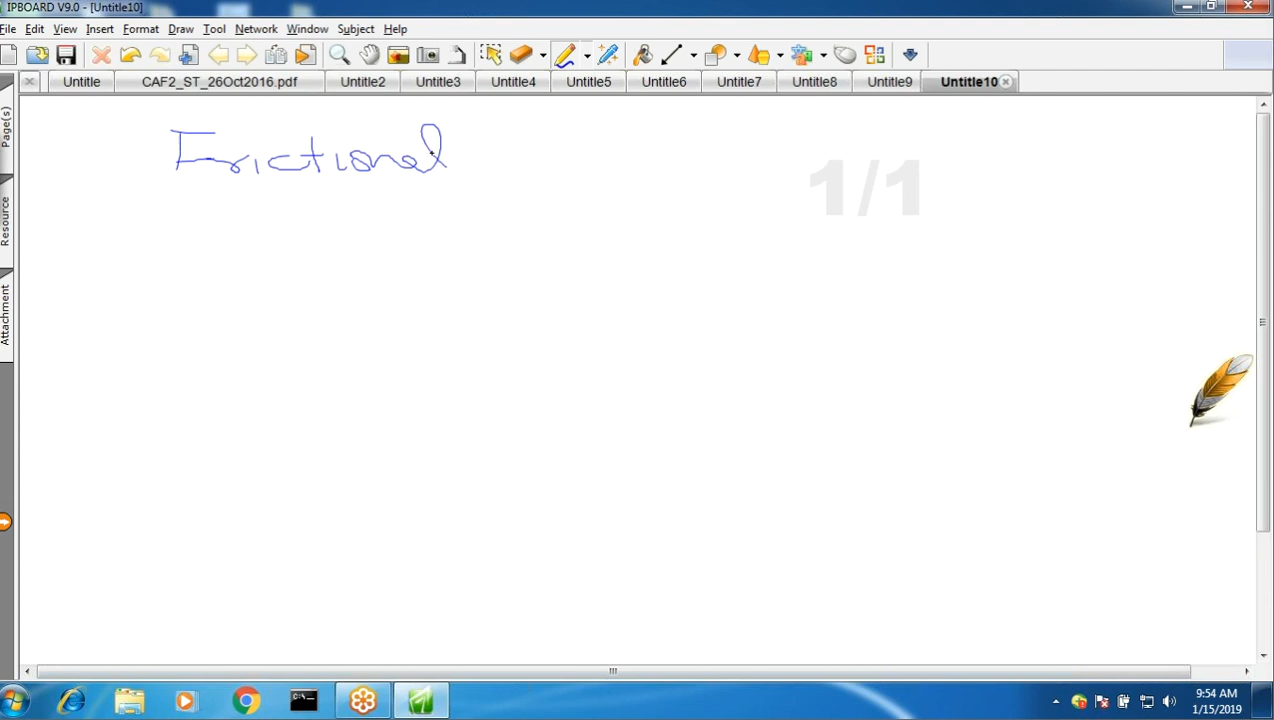 IPBOARD V9.0 - [Untitle10]
File Edit View Insert Format Draw Tool Network Window Subject Help
Untitle CAF2_ST_26Oct2016.pdf Untitle2 Untitle3 Untitle4 Untitle5 Untitle6 Untitle7 Untitle8 Untitle9 Untitle10
Page(s)
Resource
Attachment
Frictional
1/1
9:54 AM
1/15/2019